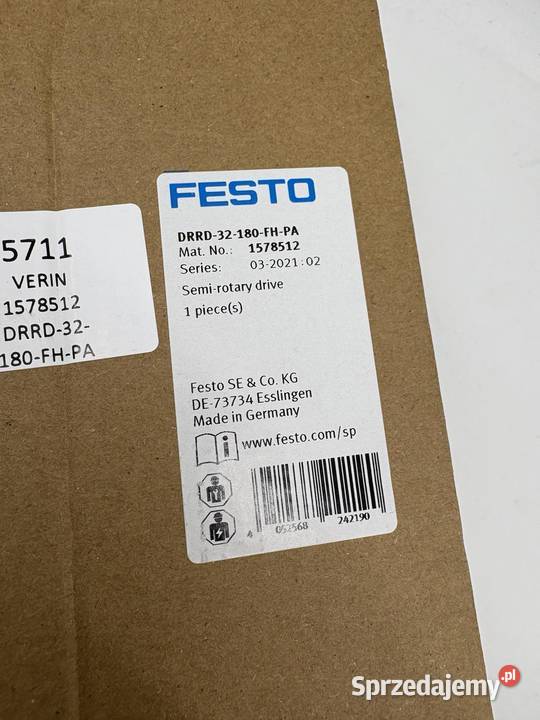 5711
VERIN
1578512
DRRD-32-
180-FH-PA
FESTO
DRRD-32-180-FH-PA
Mat. No.: 1578512
Series: 03-2021:02
Semi-rotary drive
1 piece(s)
Festo SE & Co. KG
DE-73734 Esslingen
Made in Germany
i www.festo.com/sp
4 052568 242190
Sprzedajemy.pl